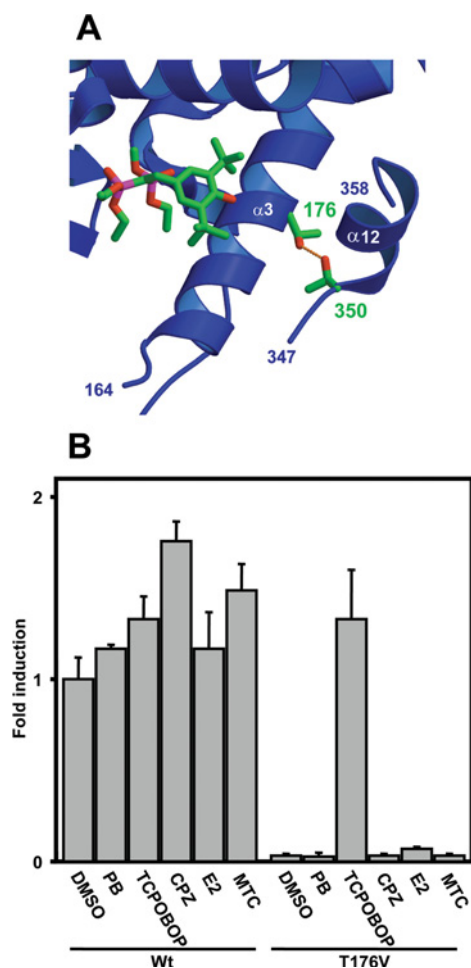 A
358
α3
176
α12
350
347
164
B
2
1
0
Fold induction
DMSO
PB
TCPOBOP
CPZ
E2
MTC
DMSO
PB
TCPOBOP
CPZ
E2
MTC
Wt
T176V